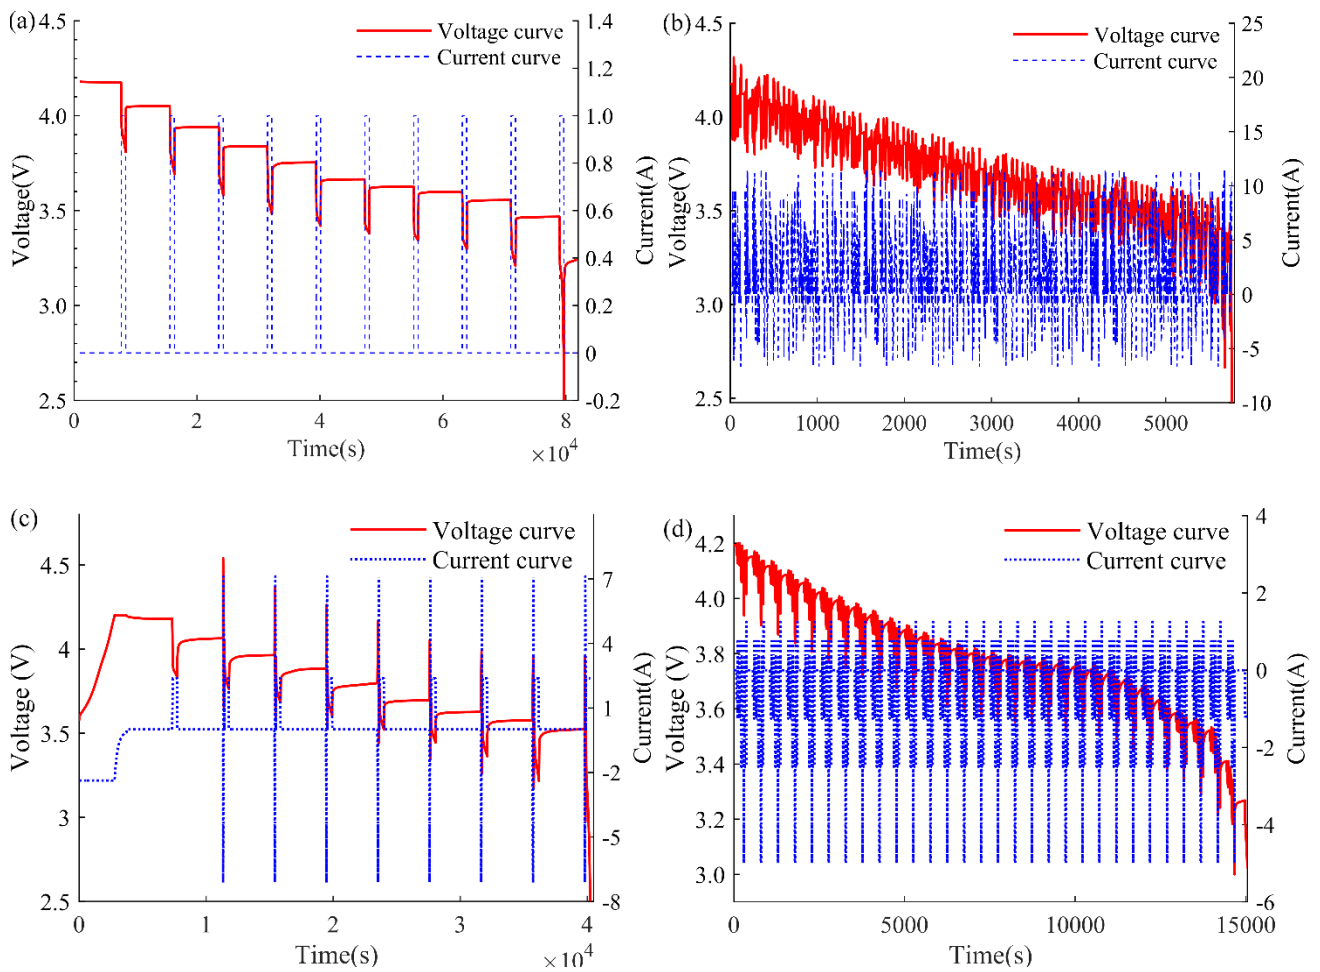 (a)
Voltage curve
Current curve
4.5
4.0
3.5
3.0
2.5
Voltage(V)
1.4
1.2
1.0
0.8
0.6
0.4
0.2
0
-0.2
Current(A)
0 2 4 6 8
Time(s)
×10⁴
(b)
Voltage curve
Current curve
4.5
4.0
3.5
3.0
2.5
Voltage(V)
25
20
15
10
5
0
-5
-10
Current(A)
0 1000 2000 3000 4000 5000
Time(s)
(c)
Voltage curve
Current curve
4.5
4
3.5
3
2.5
Voltage (V)
7
4
1
-2
-5
-8
Current(A)
0 1 2 3 4
Time(s)
×10⁴
(d)
Voltage curve
Current curve
4.2
4.0
3.8
3.6
3.4
3.2
3.0
Voltage (V)
4
2
0
-2
-4
-6
Current(A)
0 5000 10000 15000
Time(s)